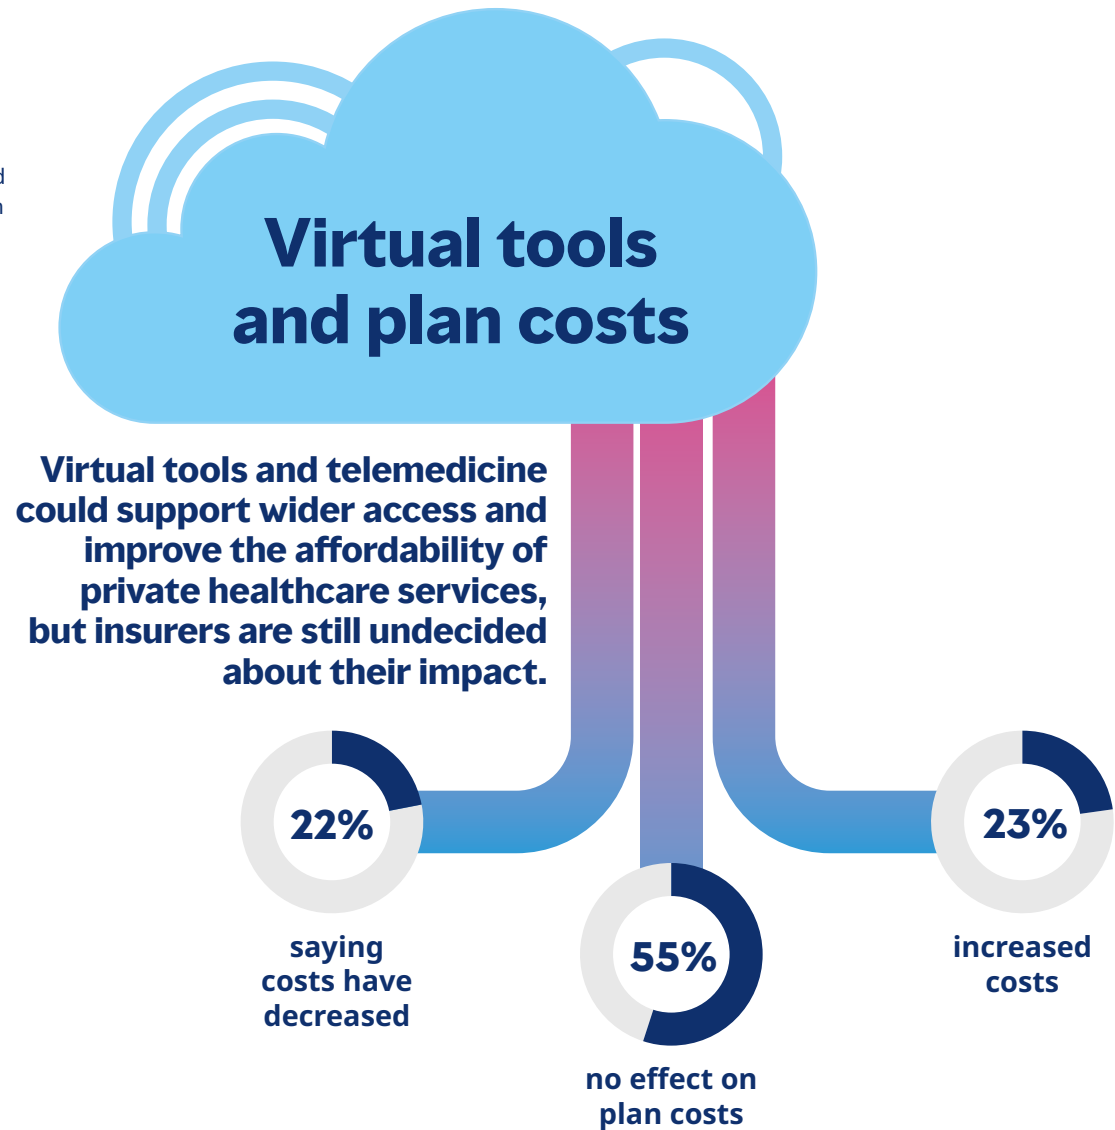 Virtual tools
and plan costs
Virtual tools and telemedicine
could support wider access and
improve the affordability of
private healthcare services,
but insurers are still undecided
about their impact.
22%
saying
costs have
decreased
55%
no effect on
plan costs
23%
increased
costs